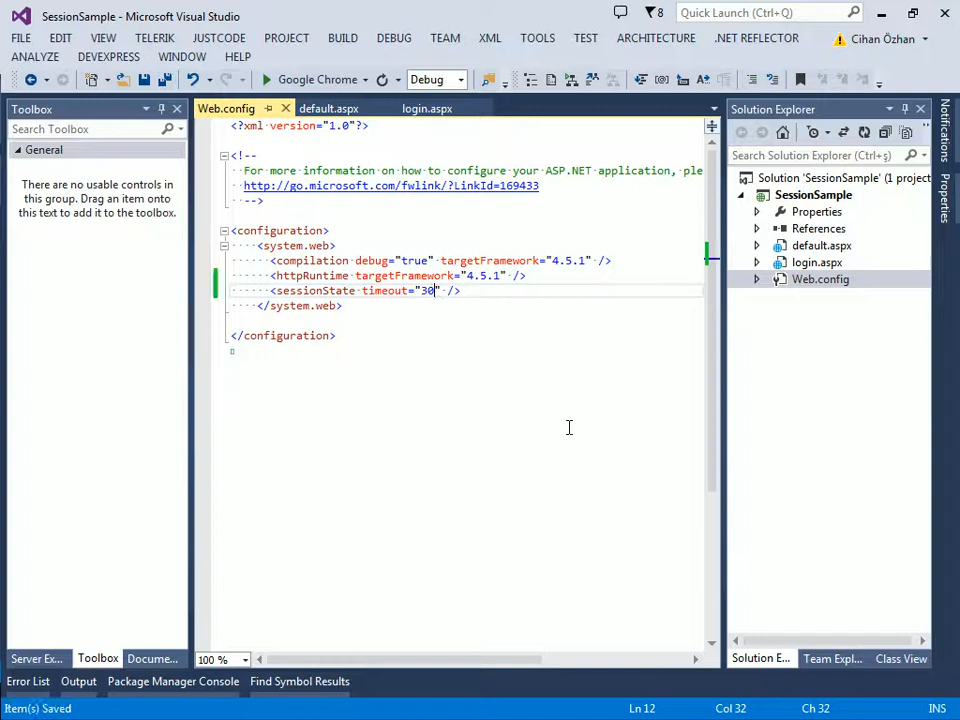 SessionSample - Microsoft Visual Studio
8
Quick Launch (Ctrl+Q)
FILE EDIT VIEW TELERIK JUSTCODE PROJECT BUILD DEBUG TEAM XML TOOLS TEST ARCHITECTURE .NET REFLECTOR
Cihan Özhan
ANALYZE DEVEXPRESS WINDOW HELP
Google Chrome
Debug
Toolbox
Search Toolbox
General
There are no usable controls in
this group. Drag an item onto
this text to add it to the toolbox.
Server Ex... Toolbox Docume...
Web.config default.aspx login.aspx
<?xml version="1.0"?>
<!--
For more information on how to configure your ASP.NET application, ple
http://go.microsoft.com/fwlink/?LinkId=169433
-->
<configuration>
<system.web>
<compilation debug="true" targetFramework="4.5.1" />
<httpRuntime targetFramework="4.5.1" />
<sessionState timeout="30" />
</system.web>
</configuration>
100 %
Solution Explorer
Search Solution Explorer (Ctrl+ş)
Solution 'SessionSample' (1 project
SessionSample
Properties
References
default.aspx
login.aspx
Web.config
Solution E... Team Expl... Class View
Notifications
Properties
Error List Output Package Manager Console Find Symbol Results
Item(s) Saved
Ln 12 Col 32 Ch 32 INS